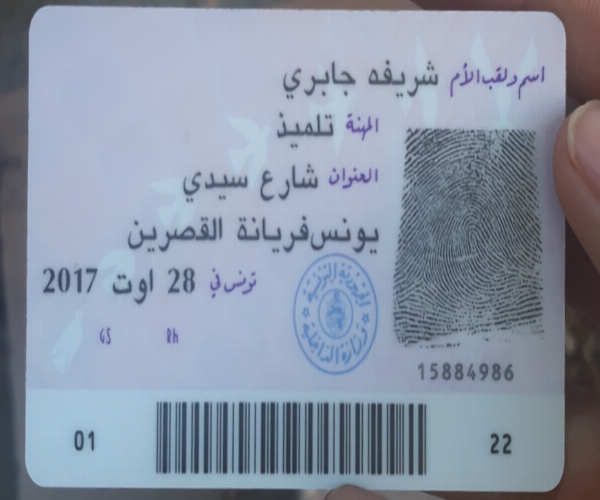 اسم ولقب الأم شريفه جابري
المهنة تلميذ
العنوان شارع سيدي
يونس فريانة القصرين
تونس في 28 اوت 2017
GS Rh
الجمهورية التونسية
وزارة الداخلية
15884986
01 22